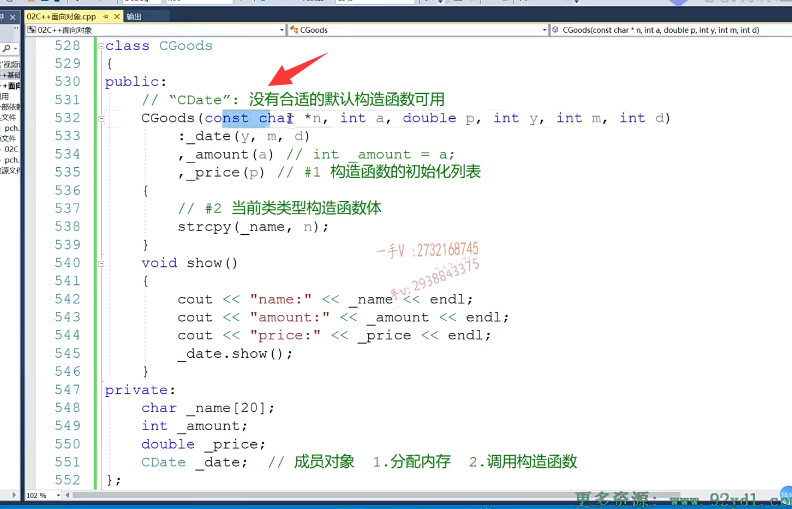 02C++面向对象.cpp 输出
02C++面向对象 CGoods CGoods(const char * n, int a, double p, int y, int m, int d)
528 class CGoods
529 {
530 public:
531 // “CDate”: 没有合适的默认构造函数可用
532 CGoods(const char *n, int a, double p, int y, int m, int d)
533 :_date(y, m, d)
534 ,_amount(a) // int _amount = a;
535 ,_price(p) // #1 构造函数的初始化列表
536 {
537 // #2 当前类类型构造函数体
538 strcpy(_name, n);
539 }
540 void show()
541 {
542 cout << "name:" << _name << endl;
543 cout << "amount:" << _amount << endl;
544 cout << "price:" << _price << endl;
545 _date.show();
546 }
547 private:
548 char _name[20];
549 int _amount;
550 double _price;
551 CDate _date; // 成员对象 1.分配内存 2.调用构造函数
552 };
一手V :2732168745
手v: 2938843375
102 %
更多资源: www.92yd1.co